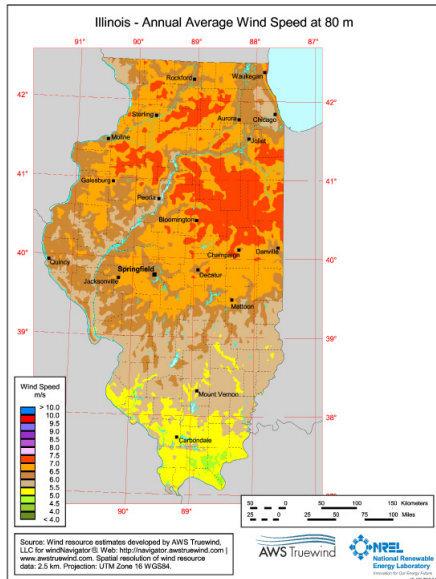 Illinois - Annual Average Wind Speed at 80 m
91° 90° 89° 88° 87°
Rockford
Waukegan
42°
42°
Sterling
Aurora
Chicago
Moline
Joliet
41°
41°
Galesburg
Peoria
Bloomington
40°
40°
Quincy
Champaign
Danville
Springfield
Decatur
Jacksonville
Mattoon
39°
39°
Wind Speed
m/s
> 10.0
10.0
9.5
9.0
8.5
8.0
7.5
7.0
6.5
6.0
5.5
5.0
4.5
4.0
< 4.0
Mount Vernon
38°
Carbondale
90° 89° 88°
50 0 50 100 150 Kilometers
25 0 25 50 75 100 Miles
Source: Wind resource estimates developed by AWS Truewind,
LLC for windNavigator®. Web: http://navigator.awstruewind.com |
www.awstruewind.com. Spatial resolution of wind resource
data: 2.5 km. Projection: UTM Zone 16 WGS84.
AWS Truewind
NREL
National Renewable
Energy Laboratory
Innovation for Our Energy Future